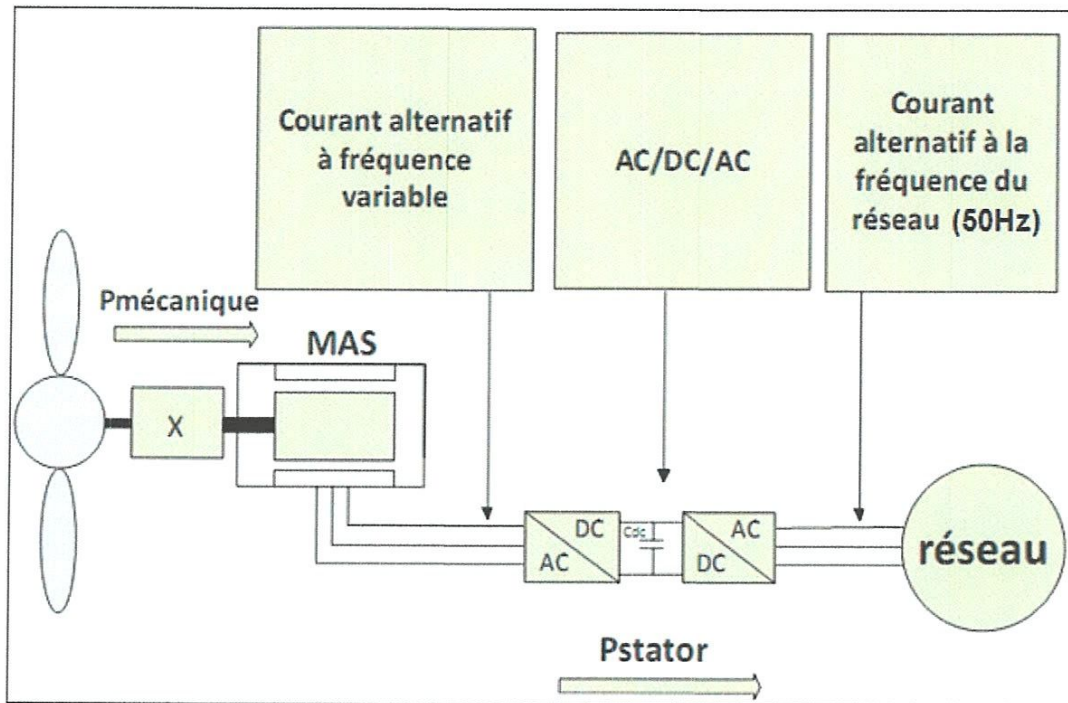 Courant alternatif
à fréquence
variable
AC/DC/AC
Courant
alternatif à la
fréquence du
réseau (50Hz)
Pmécanique
MAS
X
DC
AC
Cdc
AC
DC
réseau
Pstator